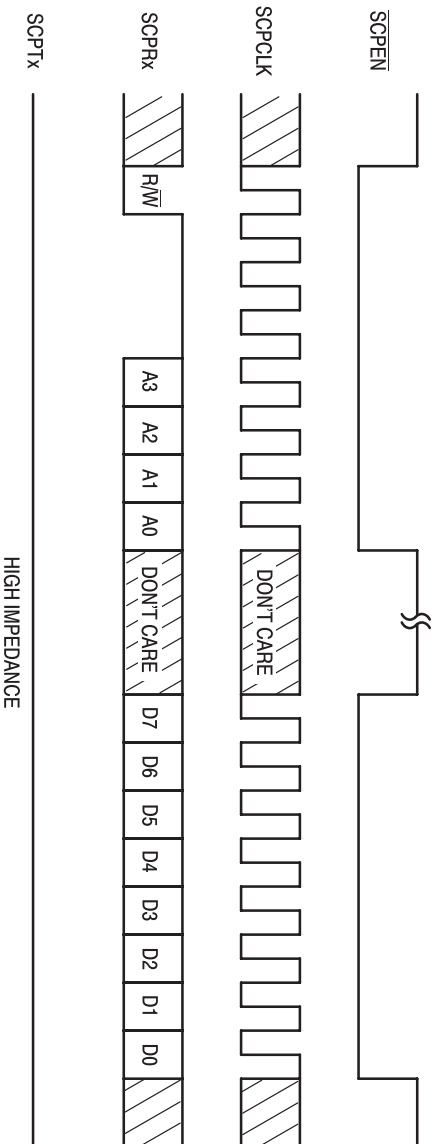 SCPEN
SCPCLK
DON'T CARE
SCPRx
R/W
A3
A2
A1
A0
DON'T CARE
D7
D6
D5
D4
D3
D2
D1
D0
SCPTx
HIGH IMPEDANCE